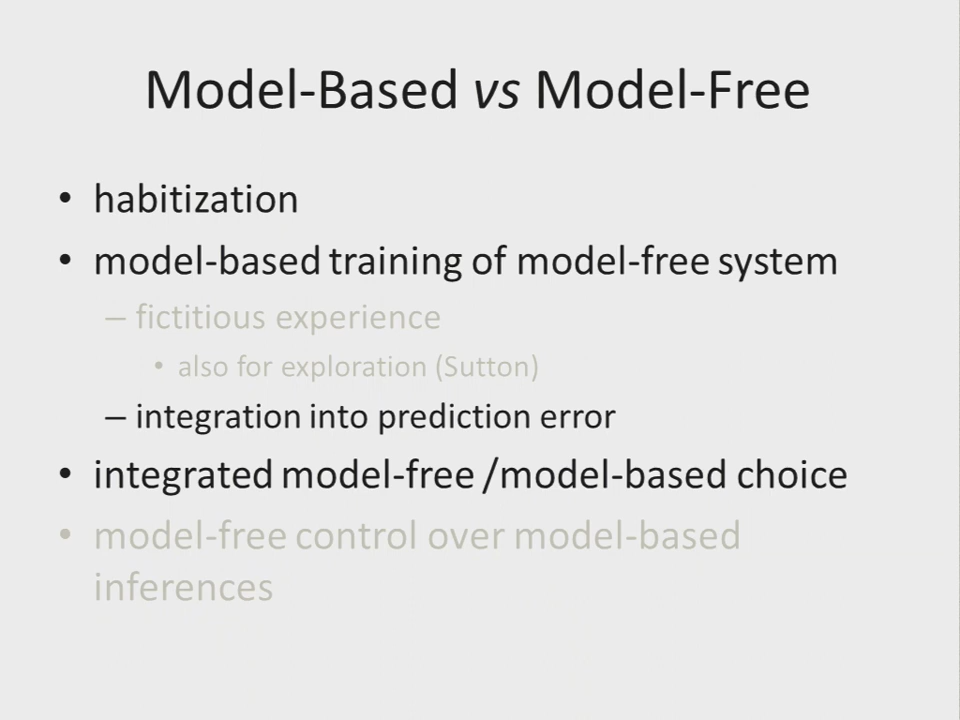 Model-Based vs Model-Free
• habitization
• model-based training of model-free system
– fictitious experience
• also for exploration (Sutton)
– integration into prediction error
• integrated model-free /model-based choice
• model-free control over model-based
inferences